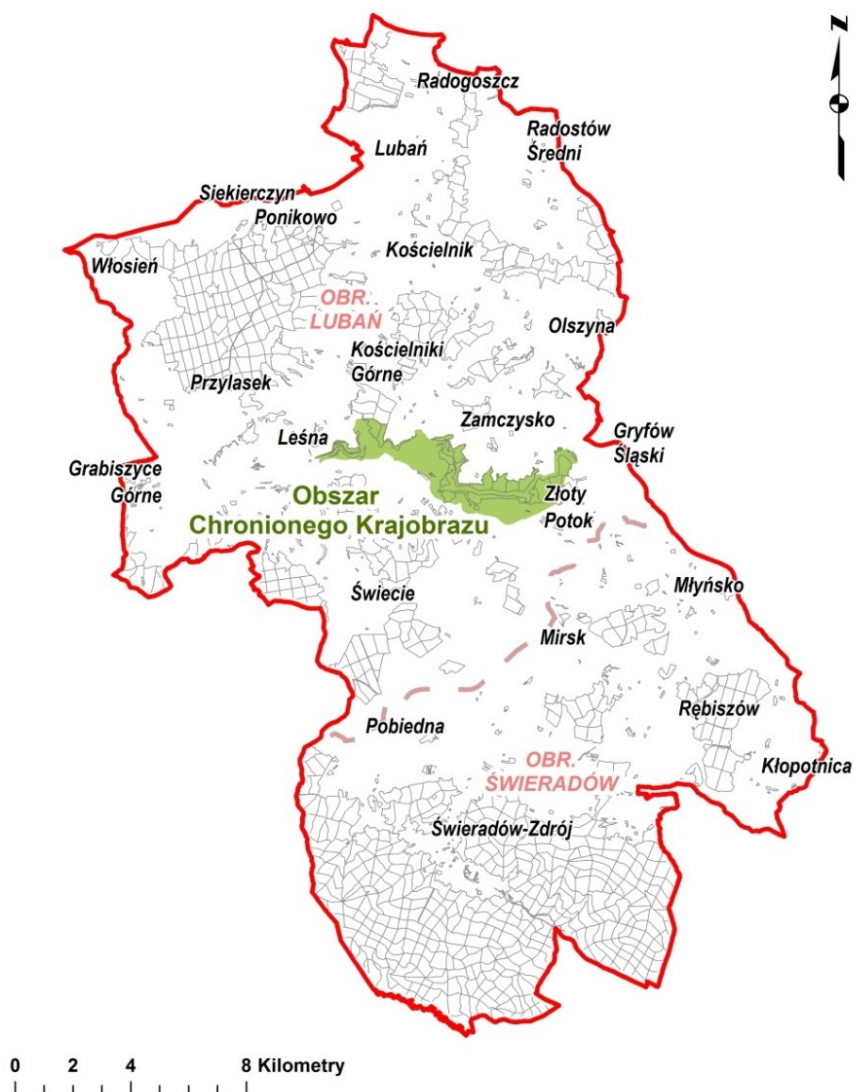 N
Radogoszcz
Radostów
Średni
Lubań
Siekierczyn
Ponikowo
Kościelnik
Włosień
OBR.
LUBAŃ
Olszyna
Kościelniki
Górne
Przylasek
Zamczysko
Leśna
Gryfów
Śląski
Grabiszyce
Górne
Złoty
Potok
Obszar
Chronionego Krajobrazu
Młyńsko
Świecie
Mirsk
Rębiszów
Pobiedna
Kłopotnica
OBR.
ŚWIERADÓW
Świeradów-Zdrój
0 2 4 8 Kilometry